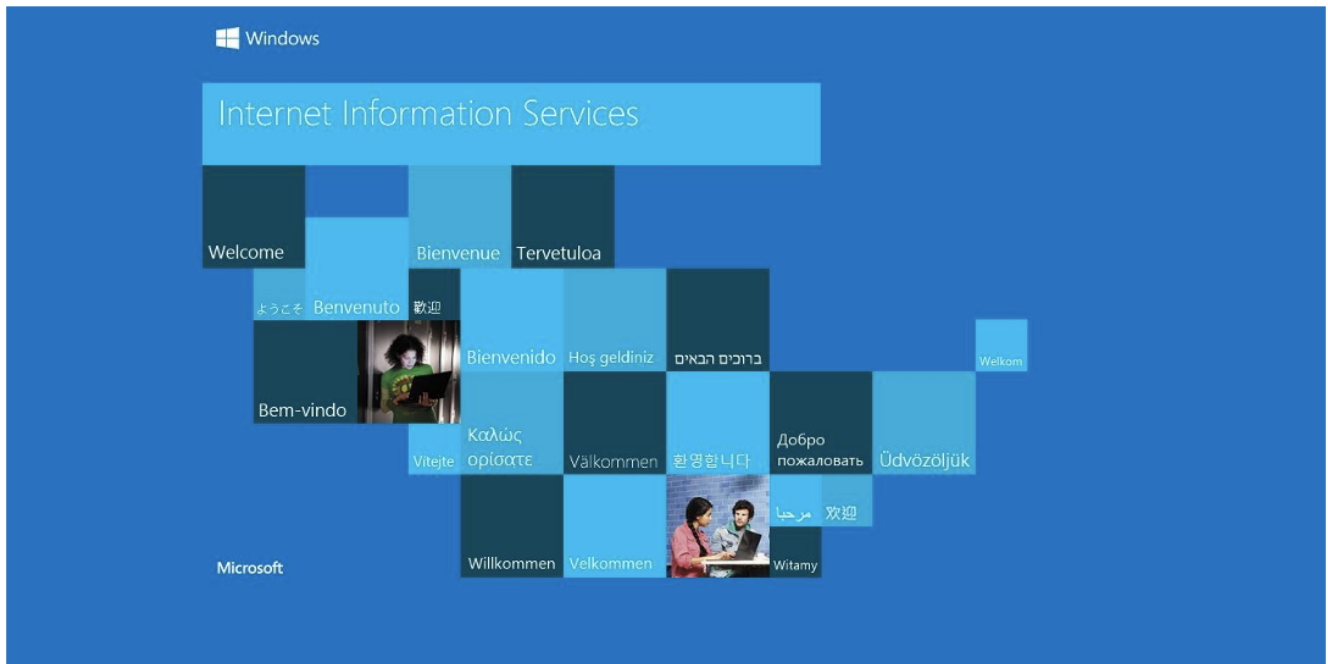 Windows
Internet Information Services
Welcome
Bienvenue
Tervetuloa
ようこそ
Benvenuto
歡迎
Bienvenido
Hoş geldiniz
ברוכים הבאים
Welkom
Bem-vindo
Vítejte
Καλώς
ορίσατε
Välkommen
환영합니다
Добро
пожаловать
Üdvözöljük
Willkommen
Velkommen
مرحبا
欢迎
Witamy
Microsoft